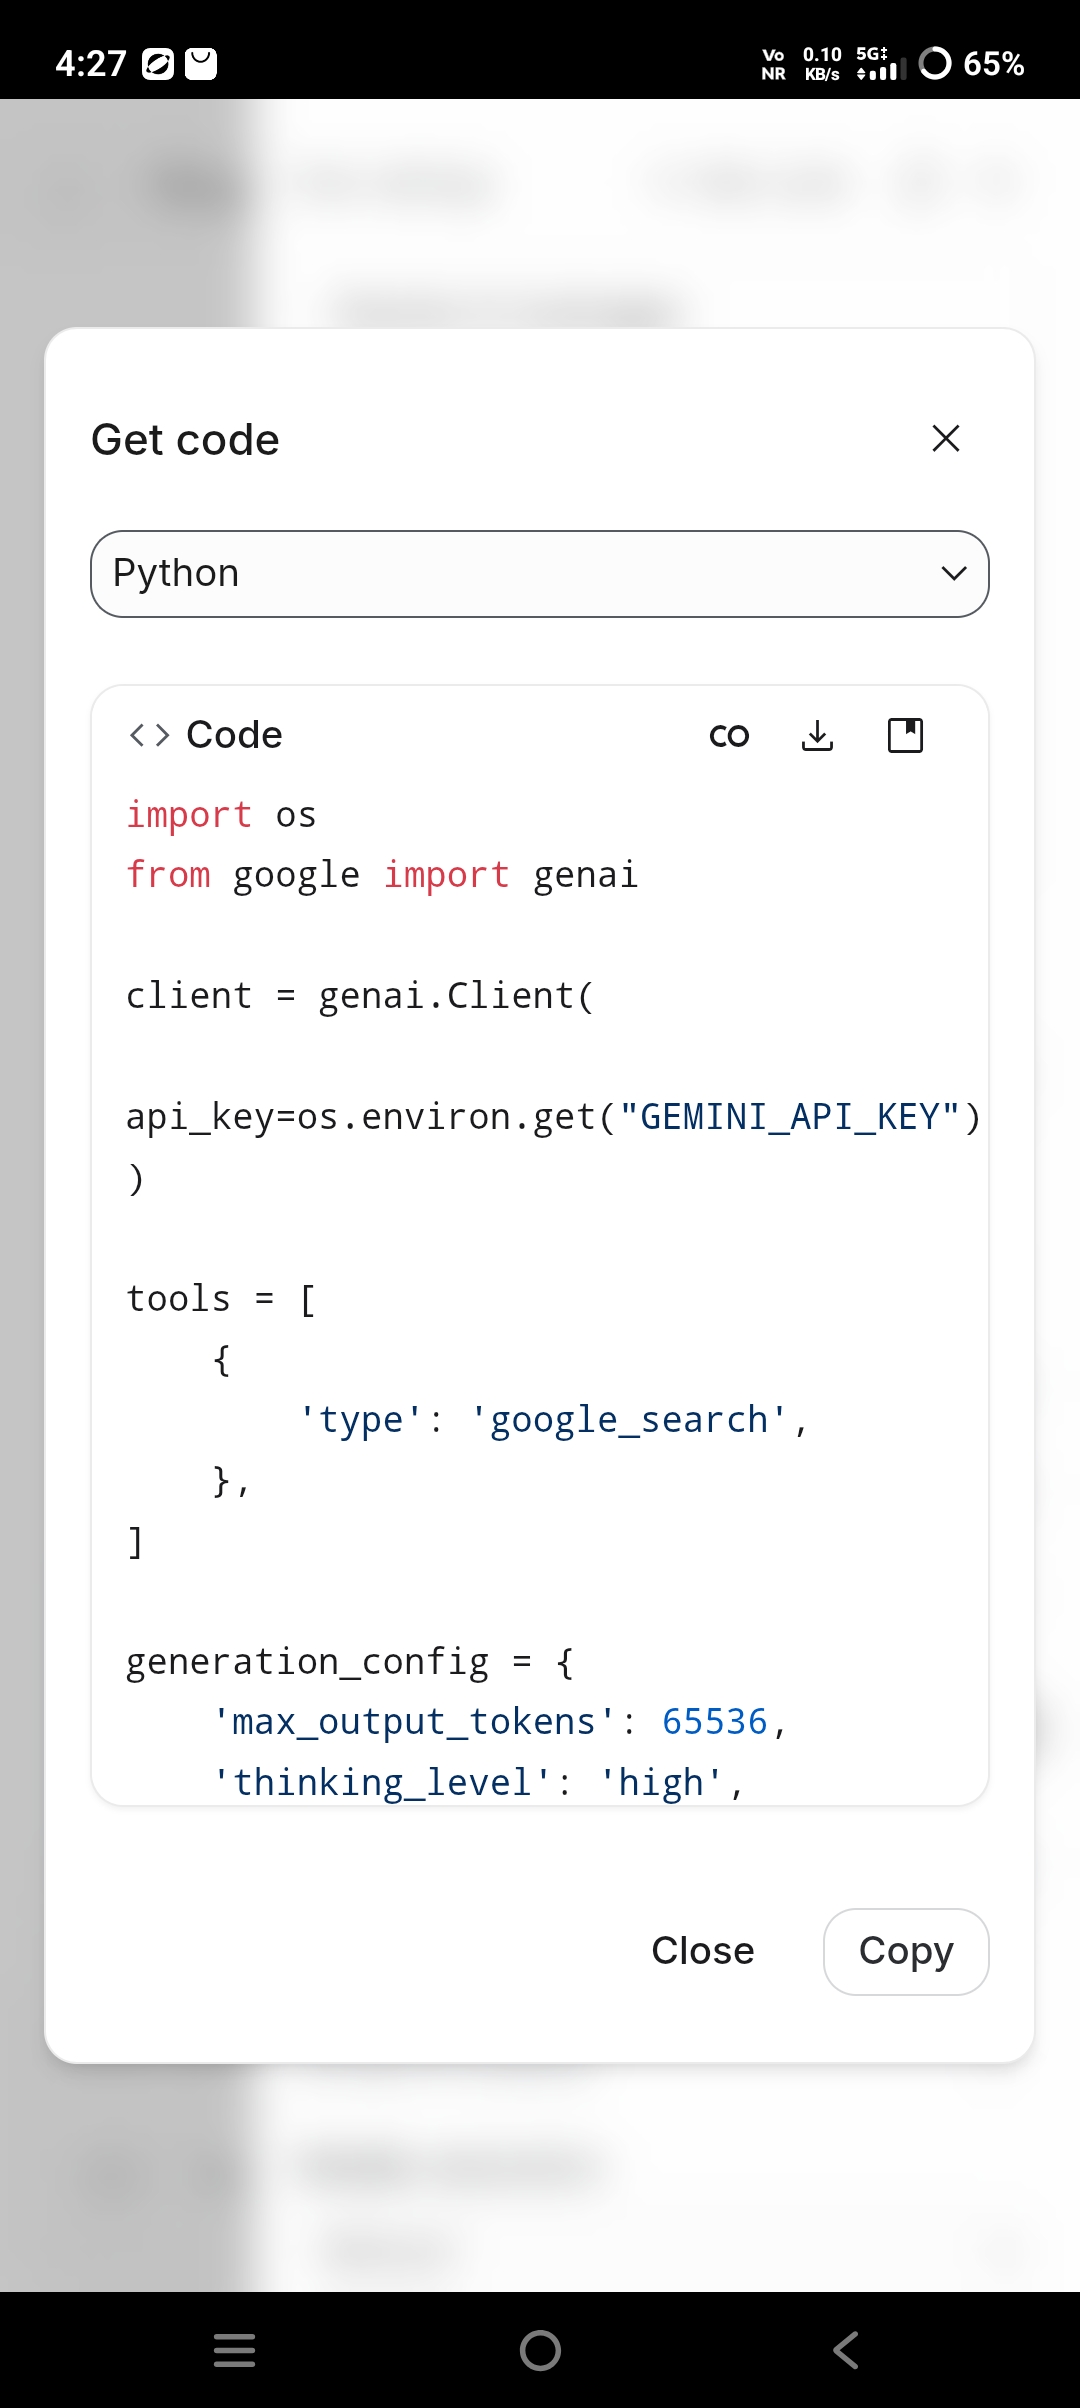 4:27
Vo NR 0.10 KB/s 5G 65%
Get code
Python
<> Code
import os
from google import genai
client = genai.Client(
api_key=os.environ.get("GEMINI_API_KEY")
)
tools = [
    {
        'type': 'google_search',
    },
]
generation_config = {
    'max_output_tokens': 65536,
    'thinking_level': 'high',
Close Copy